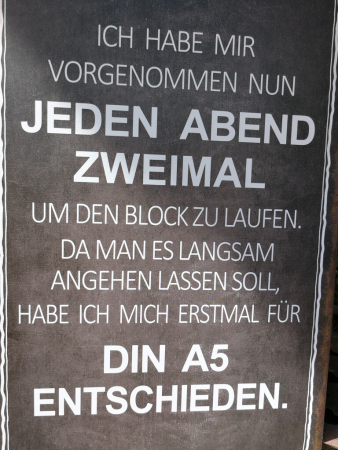 ICH HABE MIR
VORGENOMMEN NUN
JEDEN ABEND
ZWEIMAL
UM DEN BLOCK ZU LAUFEN.
DA MAN ES LANGSAM
ANGEHEN LASSEN SOLL,
HABE ICH MICH ERSTMAL FÜR
DIN A5
ENTSCHIEDEN.